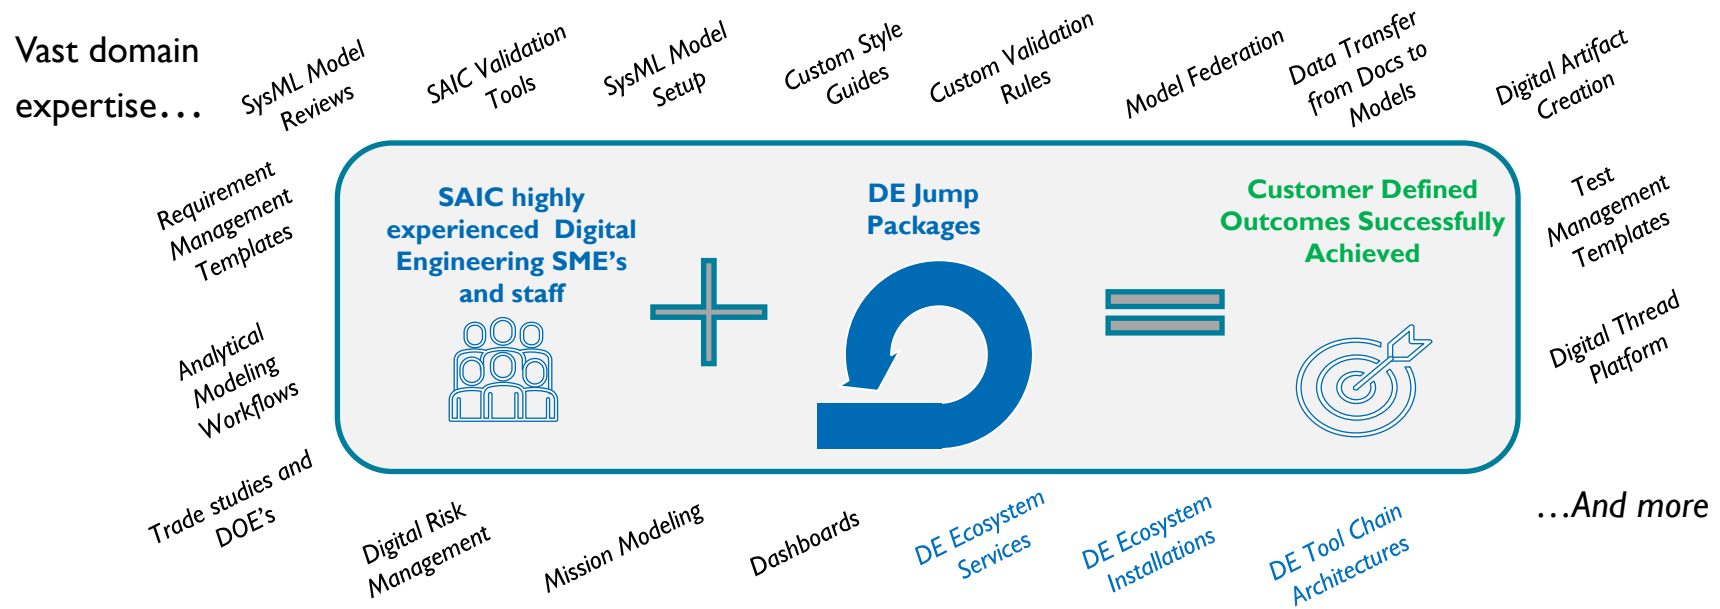 Vast domain
expertise…
SysML Model
Reviews
SAIC Validation
Tools
SysML Model
Setup
Custom Style
Guides
Custom Validation
Rules
Model Federation
Data Transfer
from Docs to
Models
Digital Artifact
Creation
Requirement
Management
Templates
Analytical
Modeling
Workflows
Trade studies and
DOE's
SAIC highly
experienced Digital
Engineering SME's
and staff
DE Jump
Packages
Customer Defined
Outcomes Successfully
Achieved
Test
Management
Templates
Digital Thread
Platform
Digital Risk
Management
Mission Modeling
Dashboards
DE Ecosystem
Services
DE Ecosystem
Installations
DE Tool Chain
Architectures
…And more